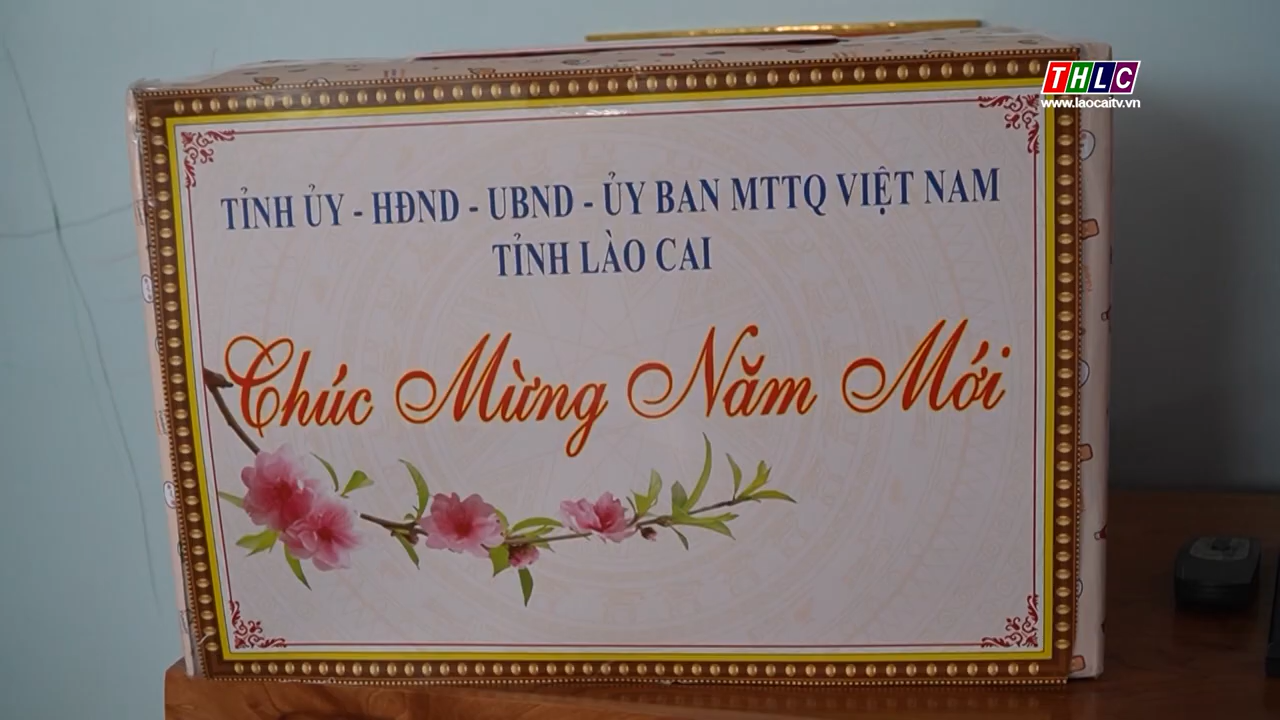 THLC
www.laocaitv.vn
TỈNH ỦY - HĐND - UBND - ỦY BAN MTTQ VIỆT NAM
TỈNH LÀO CAI
Chúc Mừng Năm Mới